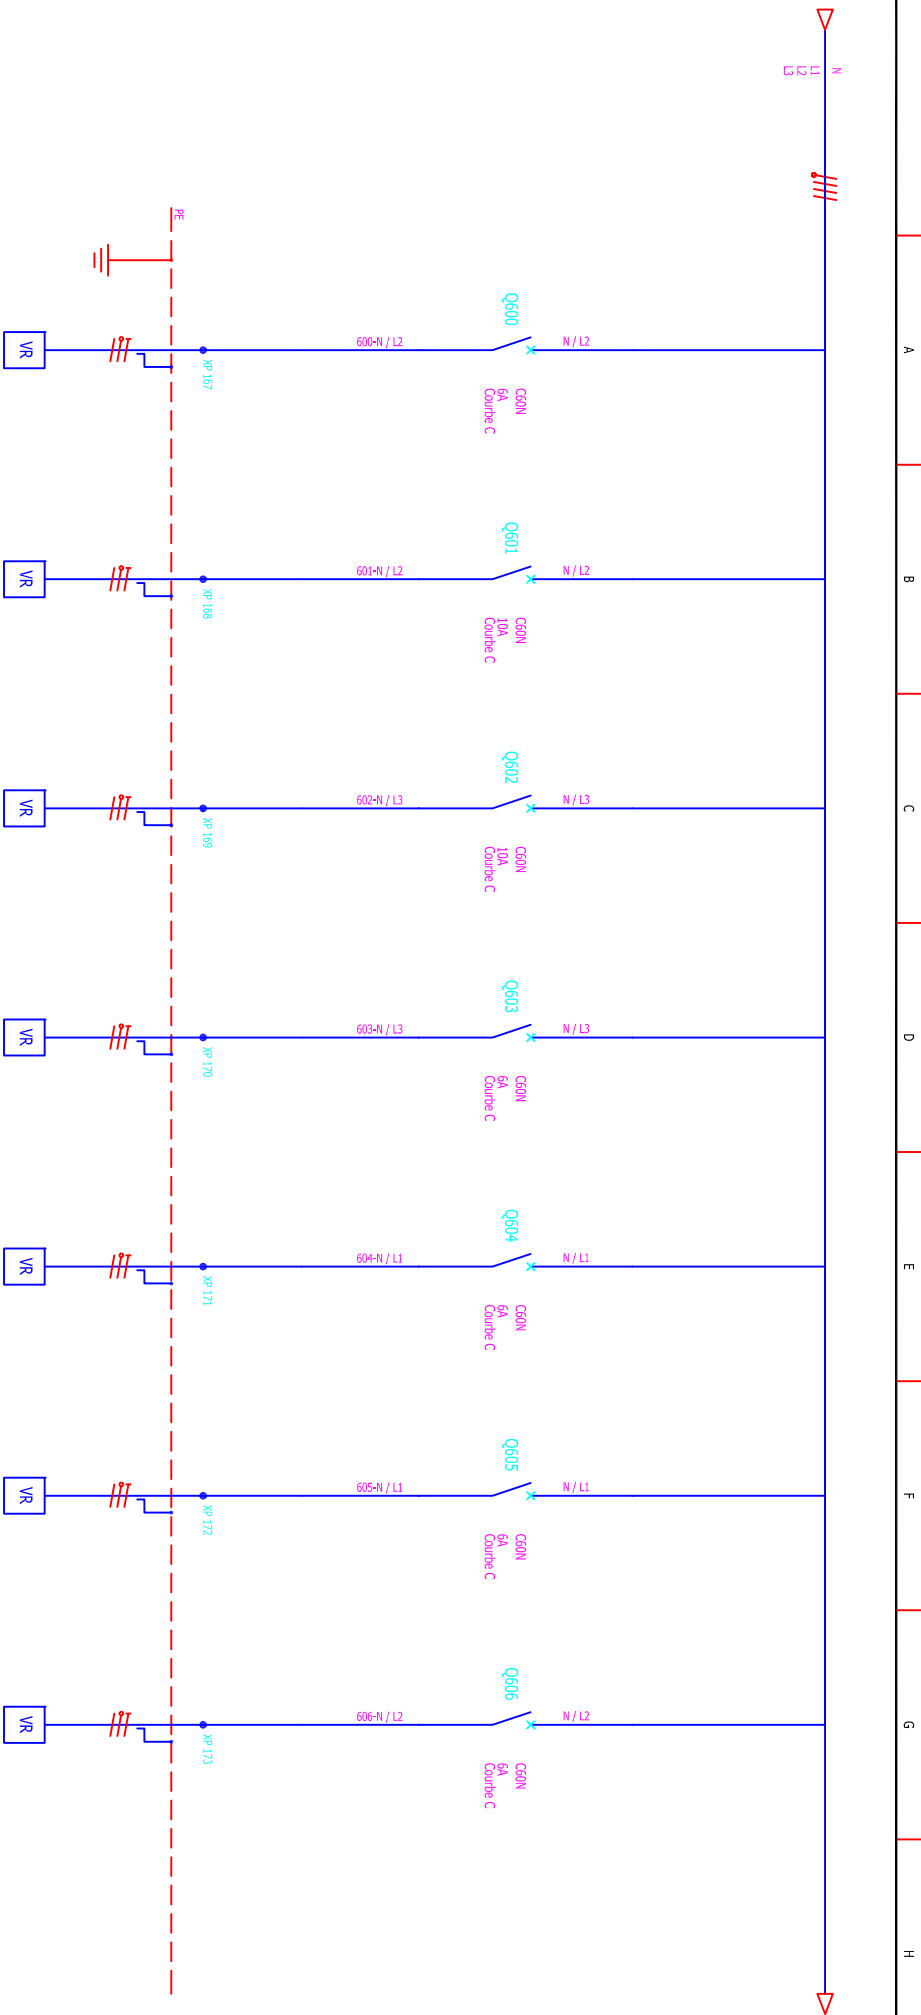 A
B
C
D
E
F
G
H
N
L1
L2
L3
N / L2
N / L2
N / L3
N / L3
N / L1
N / L1
N / L2
Q600
C60N
6A
Courbe C
Q601
C60N
10A
Courbe C
Q602
C60N
10A
Courbe C
Q603
C60N
6A
Courbe C
Q604
C60N
6A
Courbe C
Q605
C60N
6A
Courbe C
Q606
C60N
6A
Courbe C
600-N / L2
601-N / L2
602-N / L3
603-N / L3
604-N / L1
605-N / L1
606-N / L2
PE
XP 167
XP 168
XP 169
XP 170
XP 171
XP 172
XP 173
VR
VR
VR
VR
VR
VR
VR